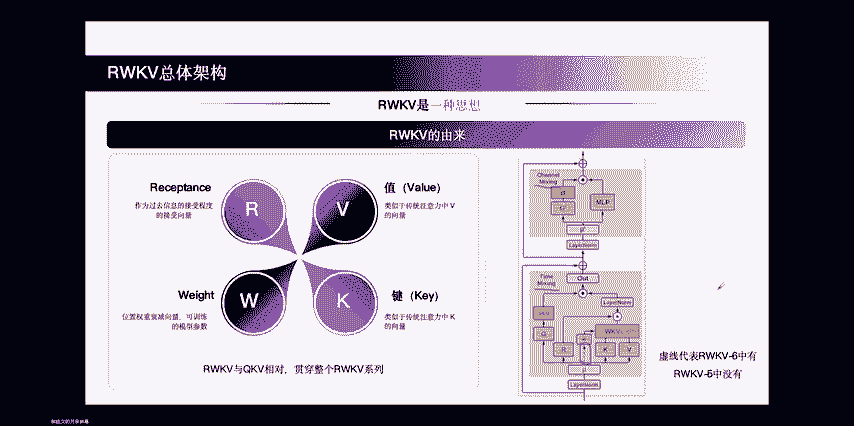 RWKV总体架构
RWKV是一种思想
RWKV的由来
Receptance
作为过去信息的接受程度
的接受向量
R
值（Value）
类似于传统注意力中 V
的向量
V
Weight
位置权重衰减向量，可训
练的模型参数
W
键（Key）
类似于传统注意力中 K
的向量
K
RWKV与QKV相对，贯穿整个RWKV系列
Channel
Mixing
MLP
LayerNorm
Out
LayerNorm
G
WKV
R
K
V
LayerNorm
虚线代表RWKV-6中有
RWKV-5中没有